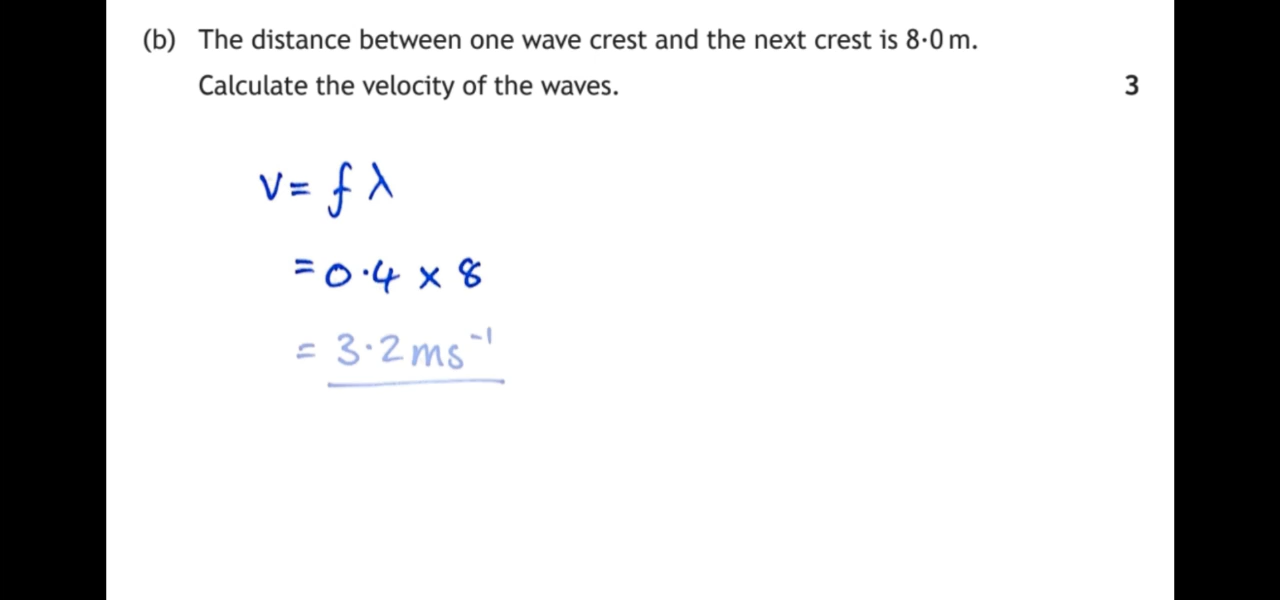 (b) The distance between one wave crest and the next crest is 8·0 m.
Calculate the velocity of the waves. 3
v = f λ
= 0·4 × 8
= 3·2 ms⁻¹